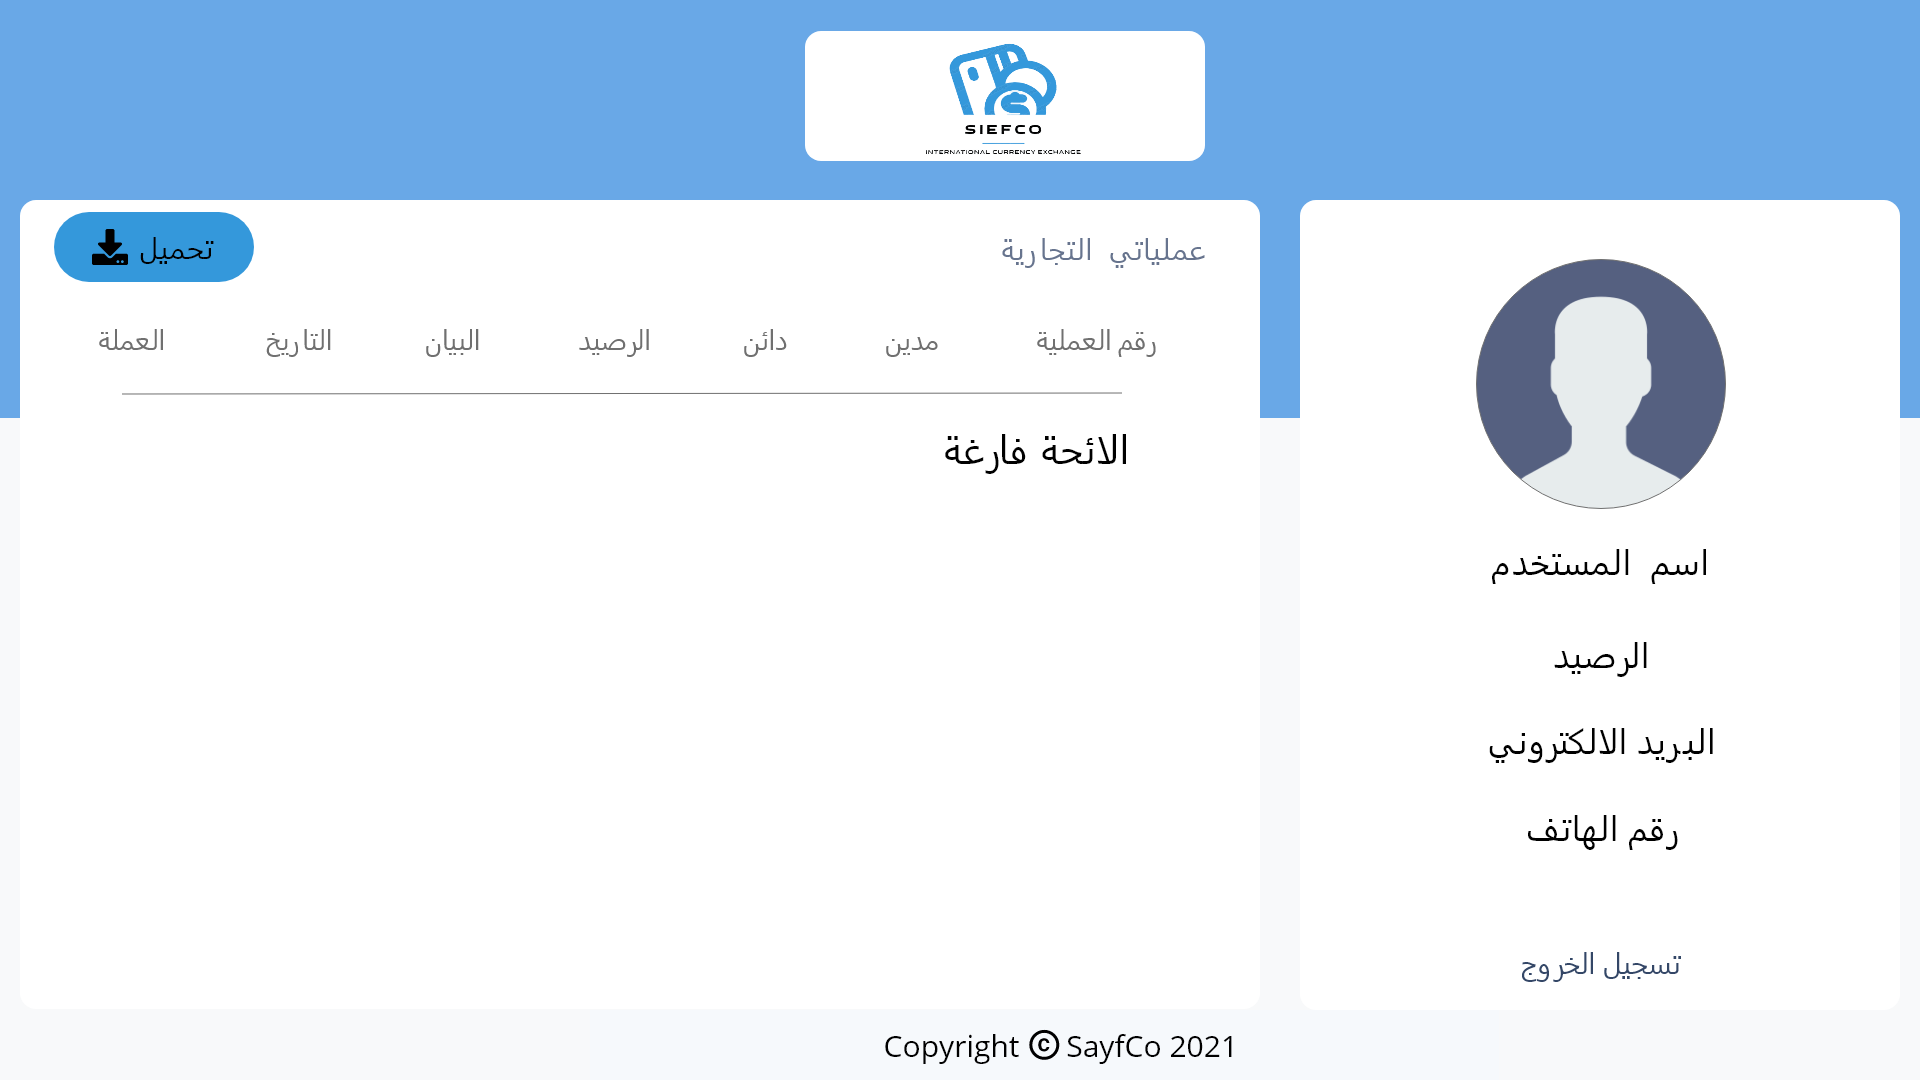 SIEFCO
INTERNATIONAL CURRENCY EXCHANGE
عملياتي التجارية
تحميل
رقم العملية مدين دائن الرصيد البيان التاريخ العملة
الائحة فارغة
اسم المستخدم
الرصيد
البريد الالكتروني
رقم الهاتف
تسجيل الخروج
Copyright © SayfCo 2021